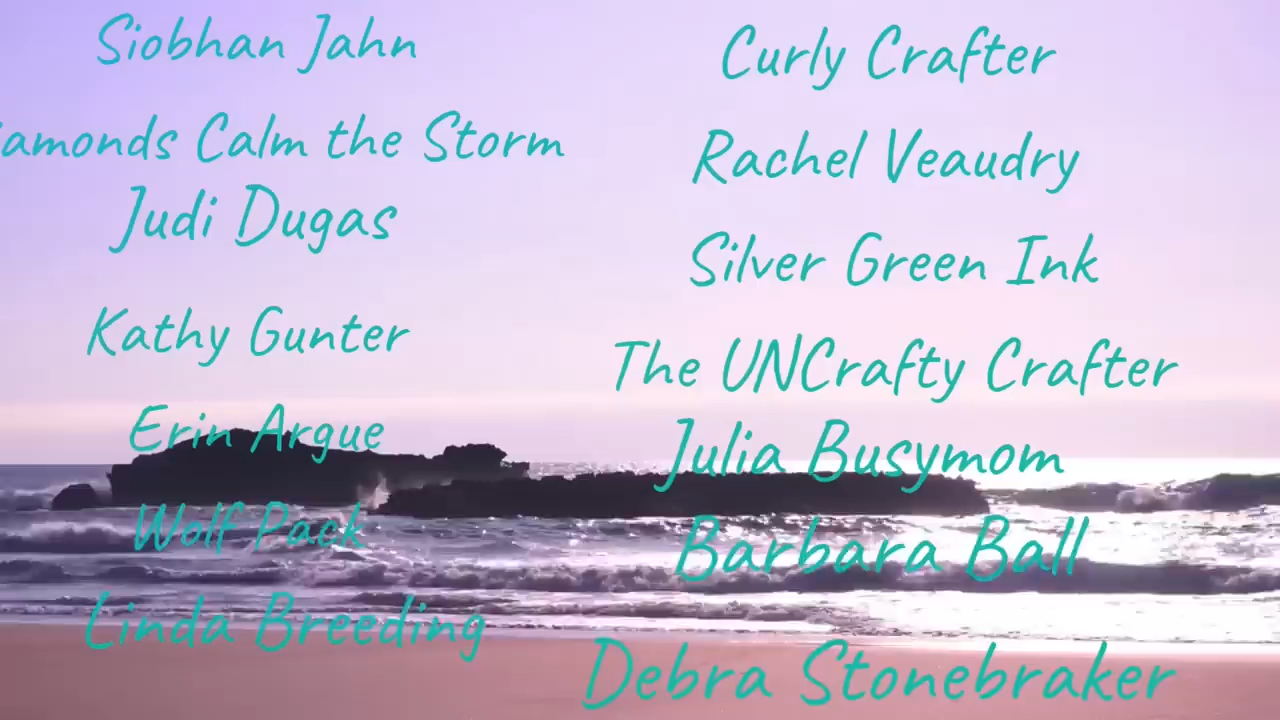 Siobhan Jahn
amonds Calm the Storm
Judi Dugas
Kathy Gunter
Erin Argue
Wolf Pack
Linda Breeding
Curly Crafter
Rachel Veaudry
Silver Green Ink
The UNCrafty Crafter
Julia Busymom
Barbara Ball
Debra Stonebraker